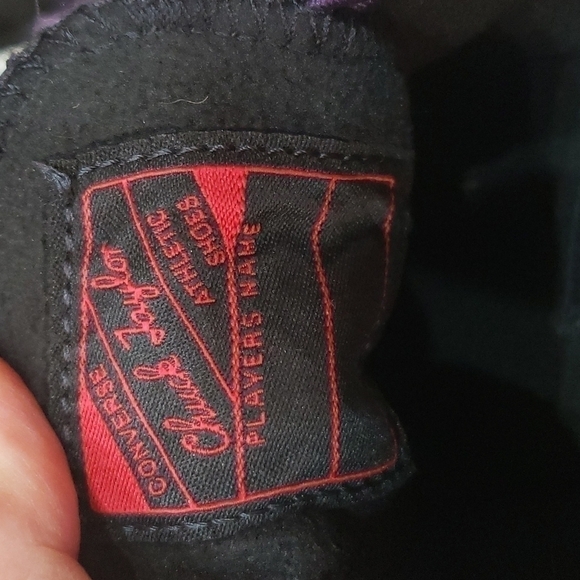 CONVERSE
Chuck Taylor
ATHLETIC
SHOES
PLAYERS NAME